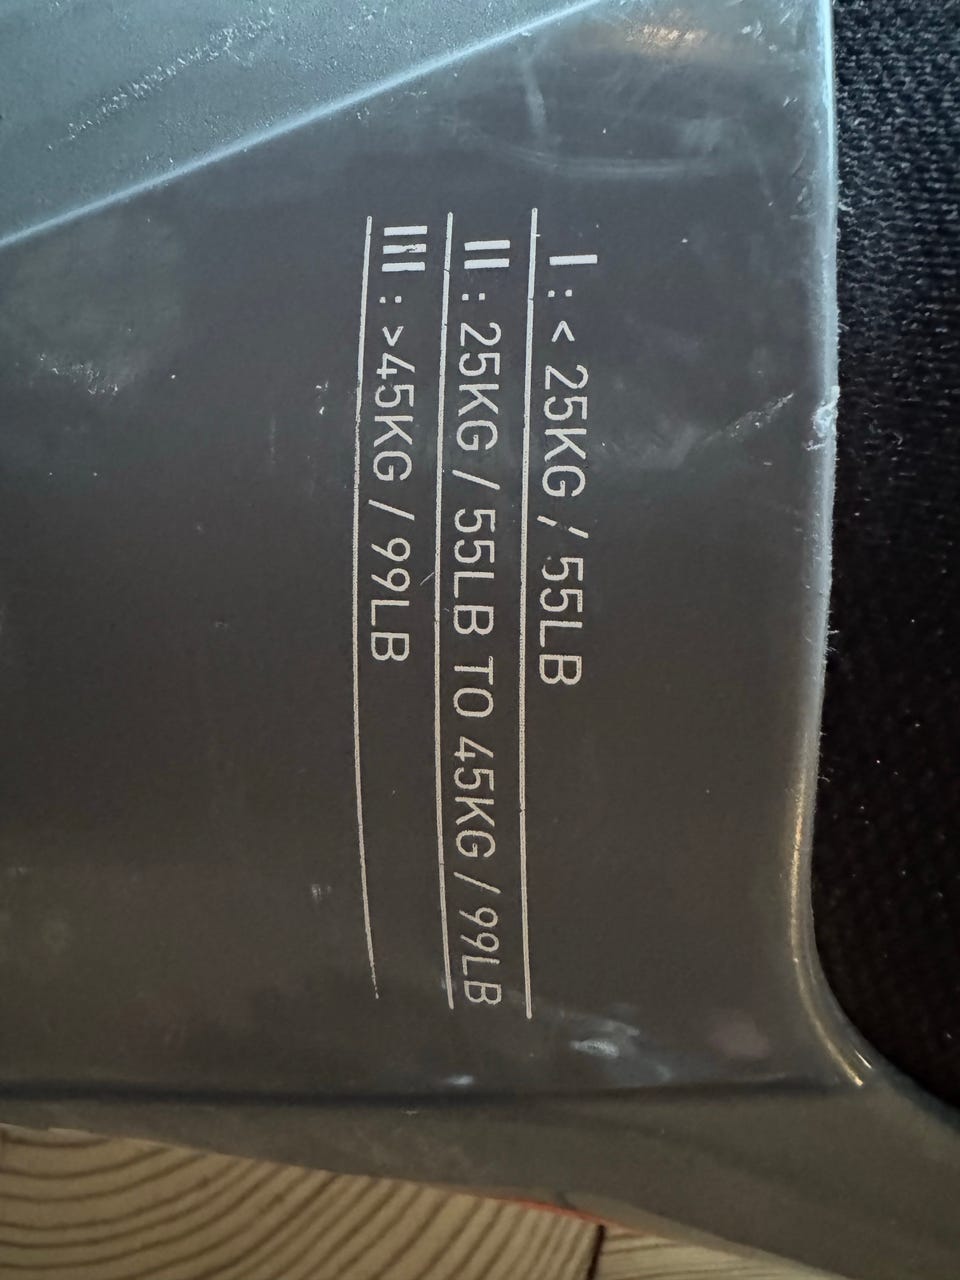 I : < 25KG / 55LB
II : 25KG / 55LB TO 45KG / 99LB
III : >45KG / 99LB